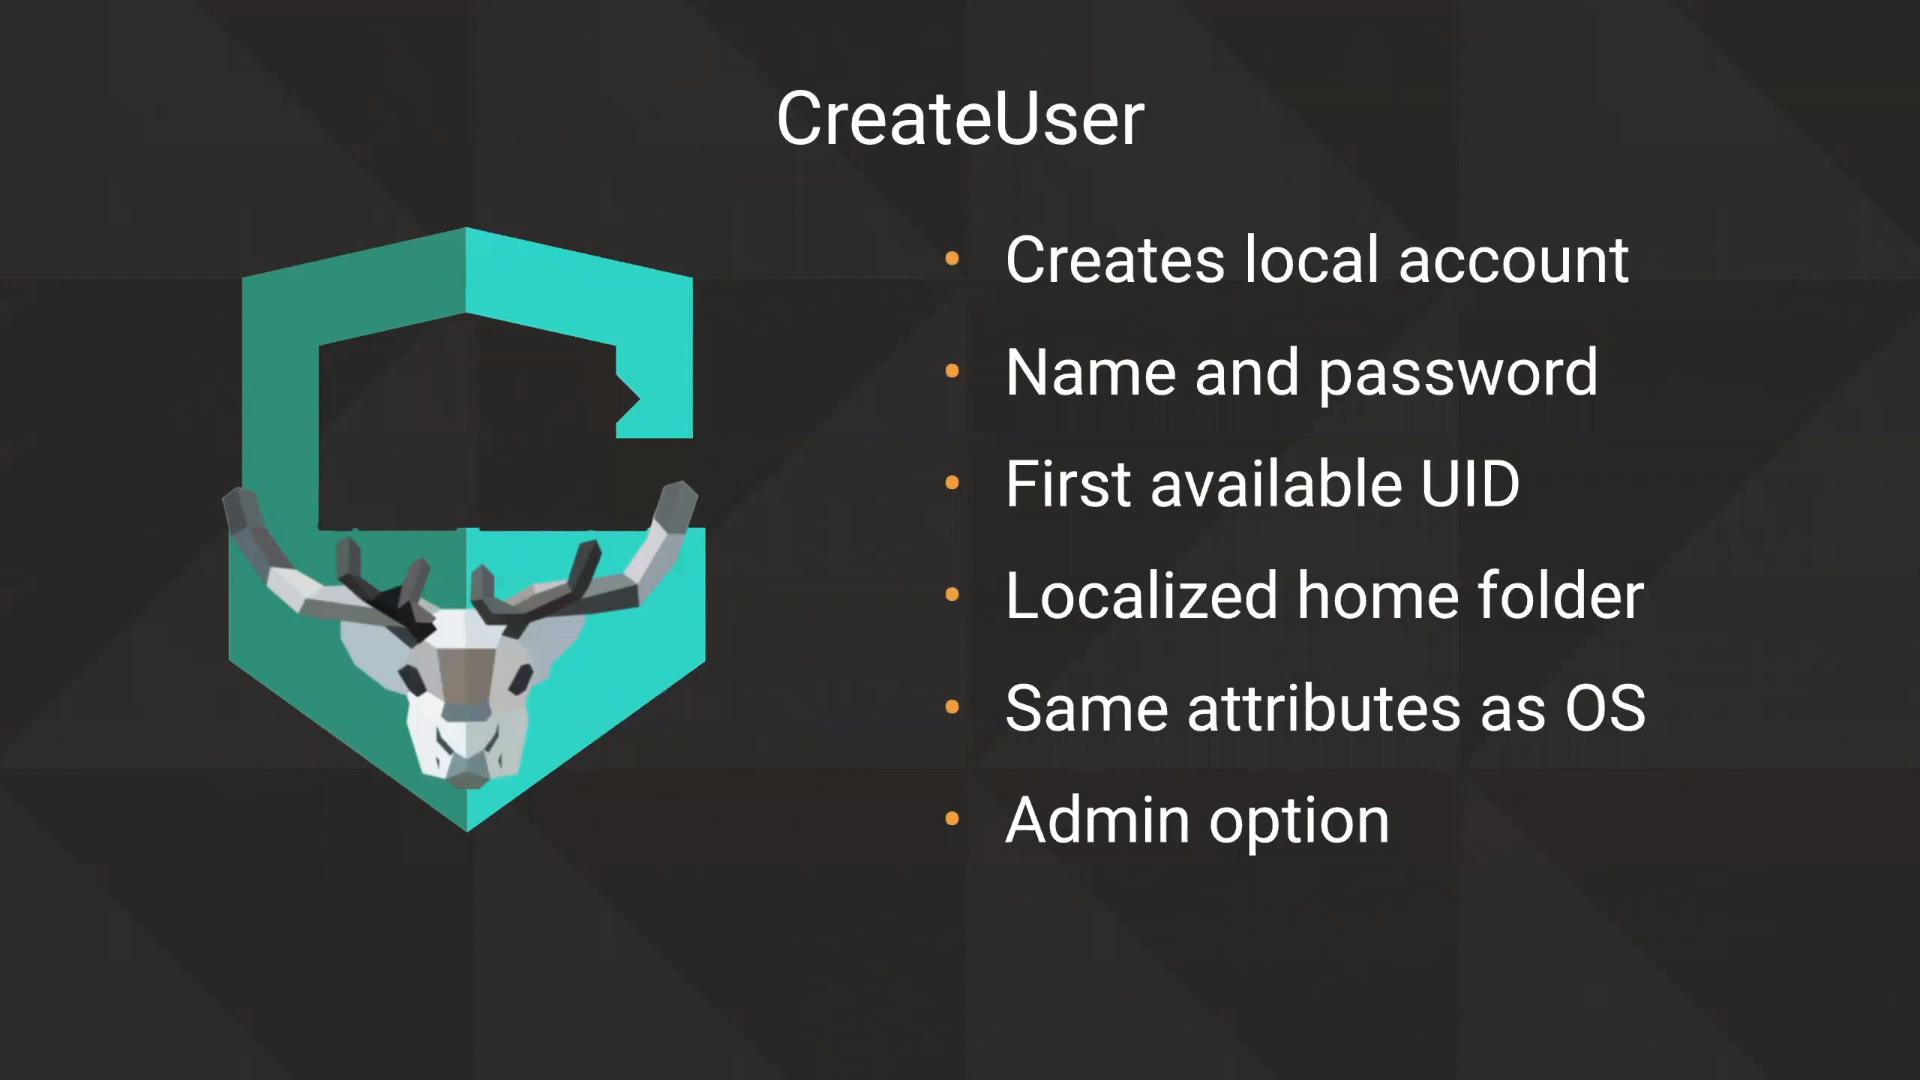 CreateUser
• Creates local account
• Name and password
• First available UID
• Localized home folder
• Same attributes as OS
• Admin option